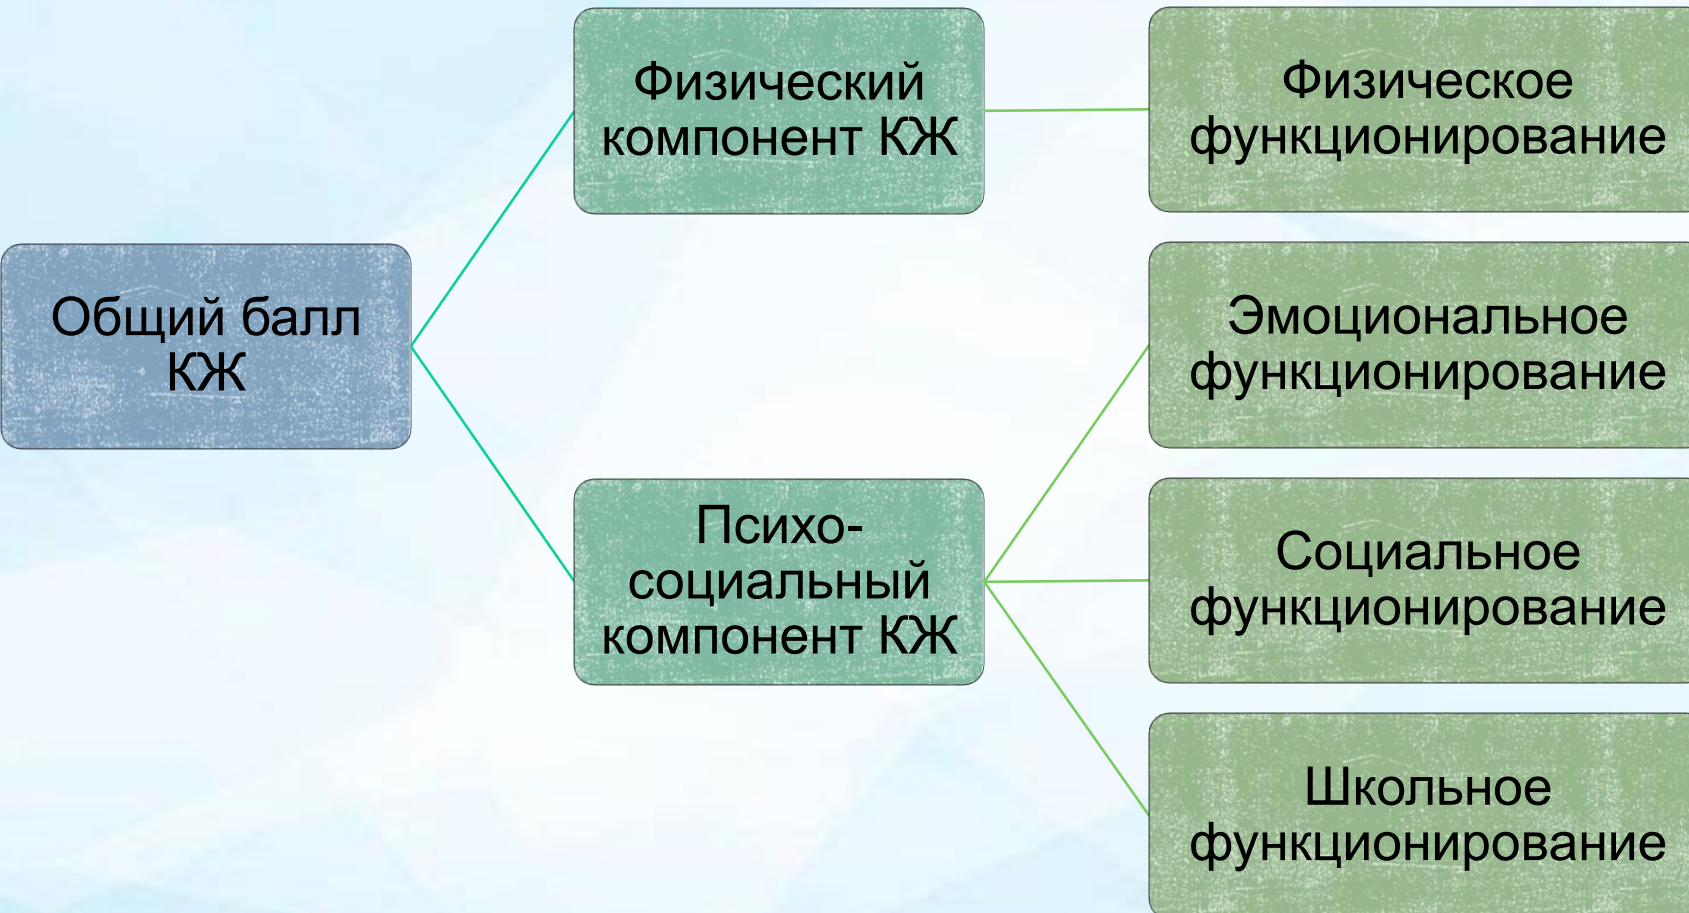 Физический
компонент КЖ
Физическое
функционирование
Общий балл
КЖ
Эмоциональное
функционирование
Психо-
социальный
компонент КЖ
Социальное
функционирование
Школьное
функционирование